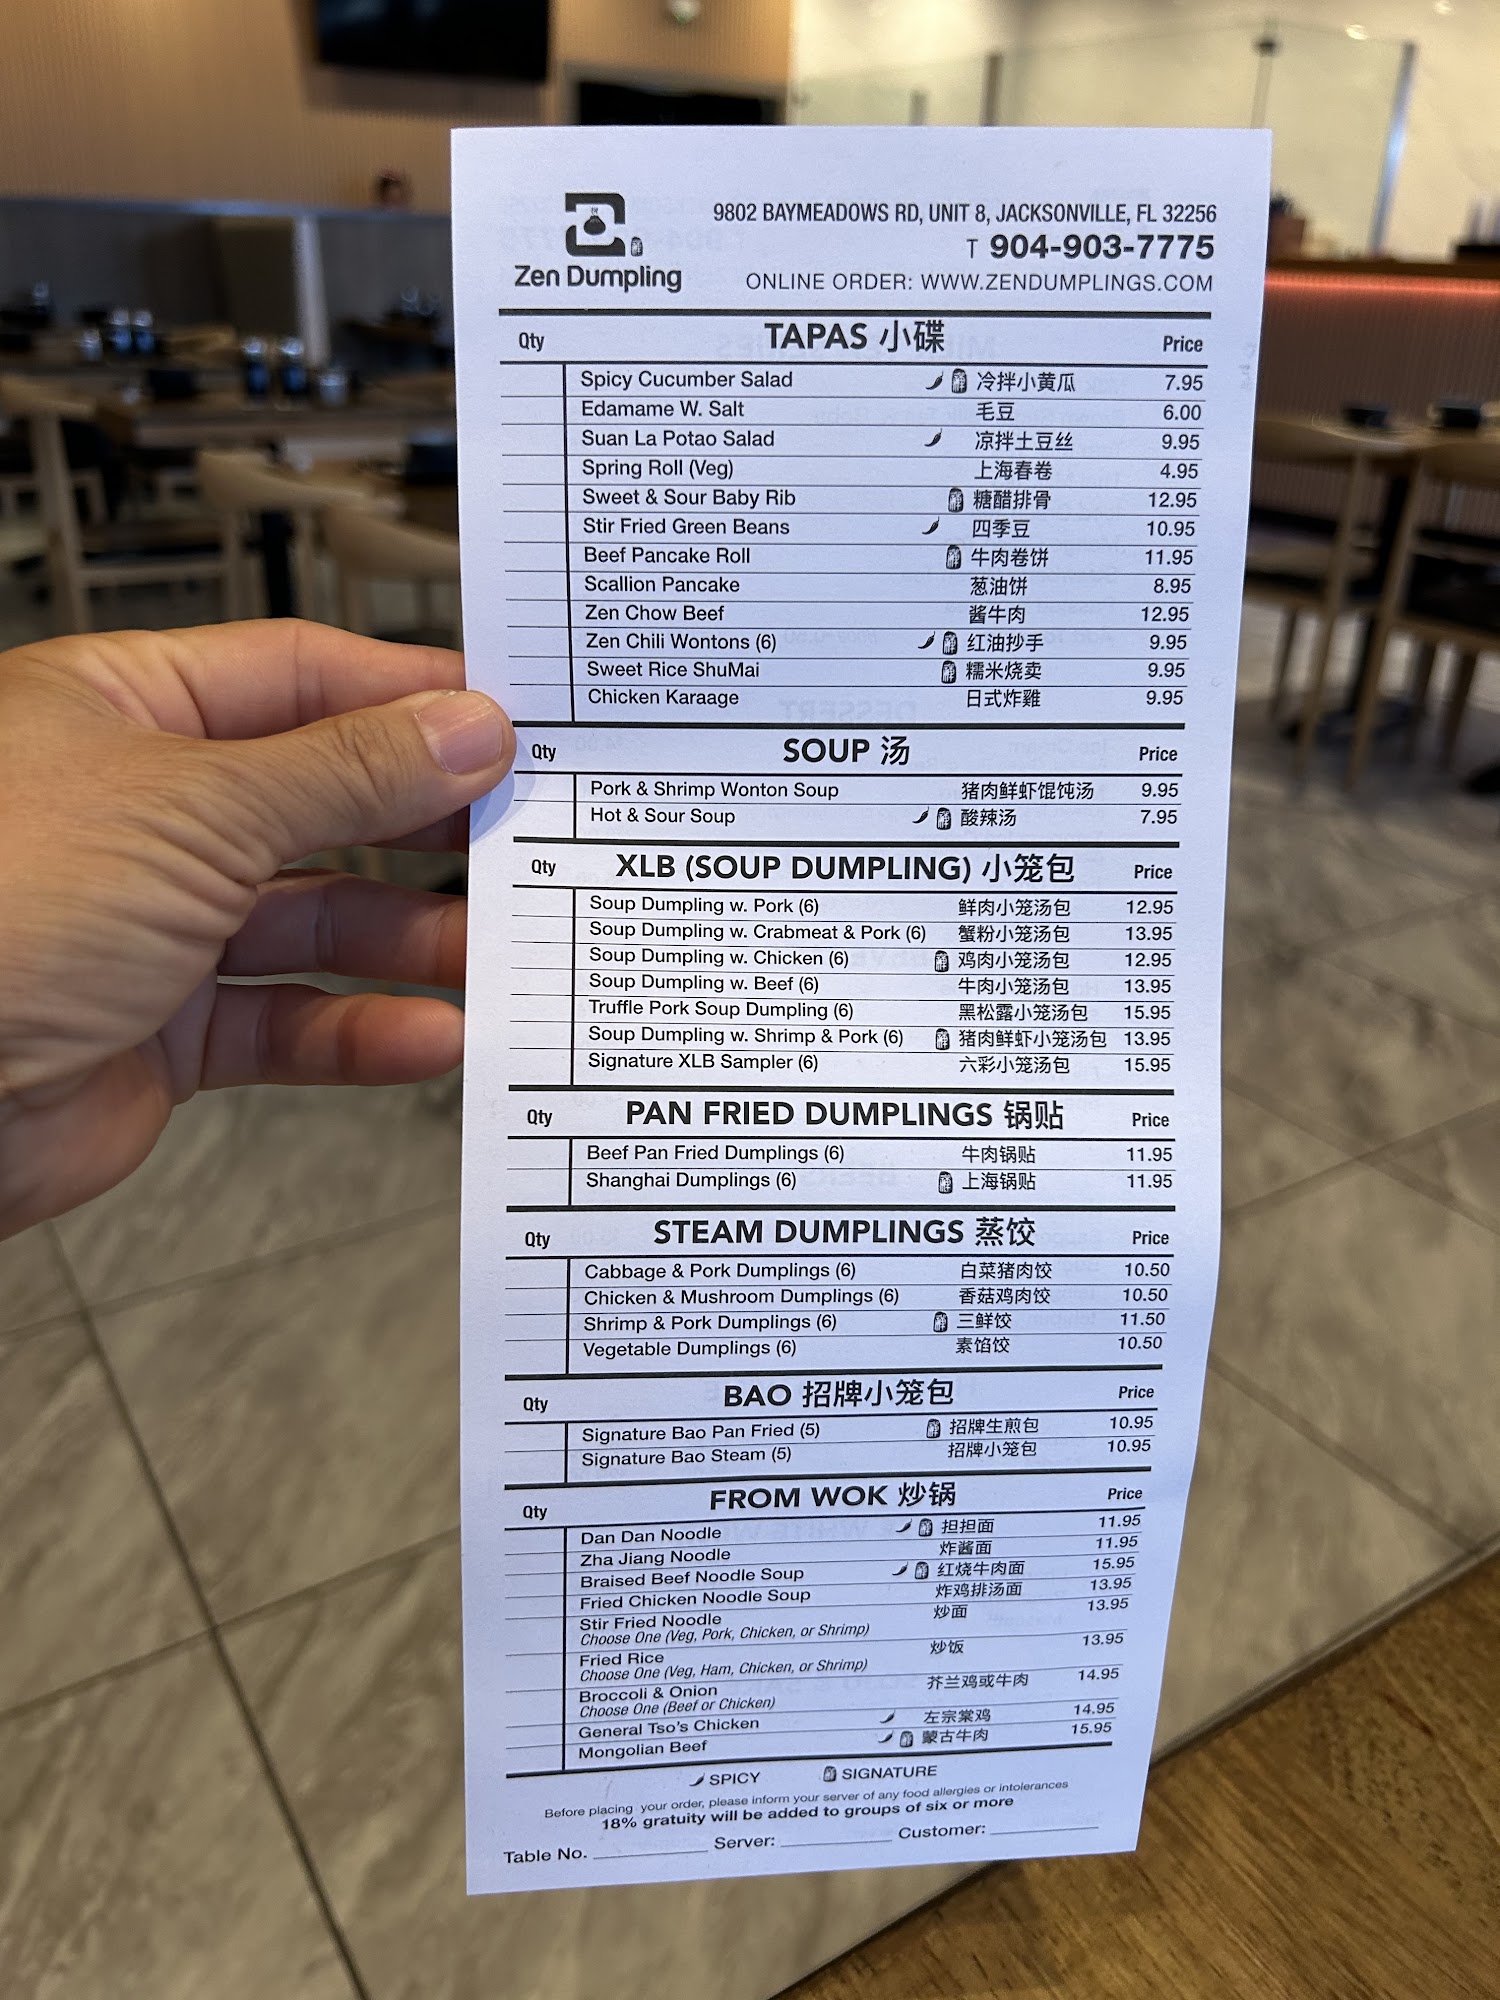 Zen Dumpling
9802 BAYMEADOWS RD, UNIT 8, JACKSONVILLE, FL 32256
T 904-903-7775
ONLINE ORDER: WWW.ZENDUMPLINGS.COM
Qty TAPAS 小碟 Price
Spicy Cucumber Salad 冷拌小黄瓜 7.95
Edamame W. Salt 毛豆 6.00
Suan La Potao Salad 凉拌土豆丝 9.95
Spring Roll (Veg) 上海春卷 4.95
Sweet & Sour Baby Rib 糖醋排骨 12.95
Stir Fried Green Beans 四季豆 10.95
Beef Pancake Roll 牛肉卷饼 11.95
Scallion Pancake 葱油饼 8.95
Zen Chow Beef 酱牛肉 12.95
Zen Chili Wontons (6) 红油抄手 9.95
Sweet Rice ShuMai 糯米烧卖 9.95
Chicken Karaage 日式炸雞 9.95
Qty SOUP 汤 Price
Pork & Shrimp Wonton Soup 猪肉鲜虾馄饨汤 9.95
Hot & Sour Soup 酸辣汤 7.95
Qty XLB (SOUP DUMPLING) 小笼包 Price
Soup Dumpling w. Pork (6) 鲜肉小笼汤包 12.95
Soup Dumpling w. Crabmeat & Pork (6) 蟹粉小笼汤包 13.95
Soup Dumpling w. Chicken (6) 鸡肉小笼汤包 12.95
Soup Dumpling w. Beef (6) 牛肉小笼汤包 13.95
Truffle Pork Soup Dumpling (6) 黑松露小笼汤包 15.95
Soup Dumpling w. Shrimp & Pork (6) 猪肉鲜虾小笼汤包 13.95
Signature XLB Sampler (6) 六彩小笼汤包 15.95
Qty PAN FRIED DUMPLINGS 锅贴 Price
Beef Pan Fried Dumplings (6) 牛肉锅贴 11.95
Shanghai Dumplings (6) 上海锅贴 11.95
Qty STEAM DUMPLINGS 蒸饺 Price
Cabbage & Pork Dumplings (6) 白菜猪肉饺 10.50
Chicken & Mushroom Dumplings (6) 香菇鸡肉饺 10.50
Shrimp & Pork Dumplings (6) 三鲜饺 11.50
Vegetable Dumplings (6) 素馅饺 10.50
Qty BAO 招牌小笼包 Price
Signature Bao Pan Fried (5) 招牌生煎包 10.95
Signature Bao Steam (5) 招牌小笼包 10.95
Qty FROM WOK 炒锅 Price
Dan Dan Noodle 担担面 11.95
Zha Jiang Noodle 炸酱面 11.95
Braised Beef Noodle Soup 红烧牛肉面 15.95
Fried Chicken Noodle Soup 炸鸡排汤面 13.95
Stir Fried Noodle 炒面 13.95
Choose One (Veg, Pork, Chicken, or Shrimp)
Fried Rice 炒饭 13.95
Choose One (Veg, Ham, Chicken, or Shrimp)
Broccoli & Onion 芥兰鸡或牛肉 14.95
Choose One (Beef or Chicken)
General Tso's Chicken 左宗棠鸡 14.95
Mongolian Beef 蒙古牛肉 15.95
SPICY SIGNATURE
Before placing your order, please inform your server of any food allergies or intolerances
18% gratuity will be added to groups of six or more
Table No. Server: Customer: